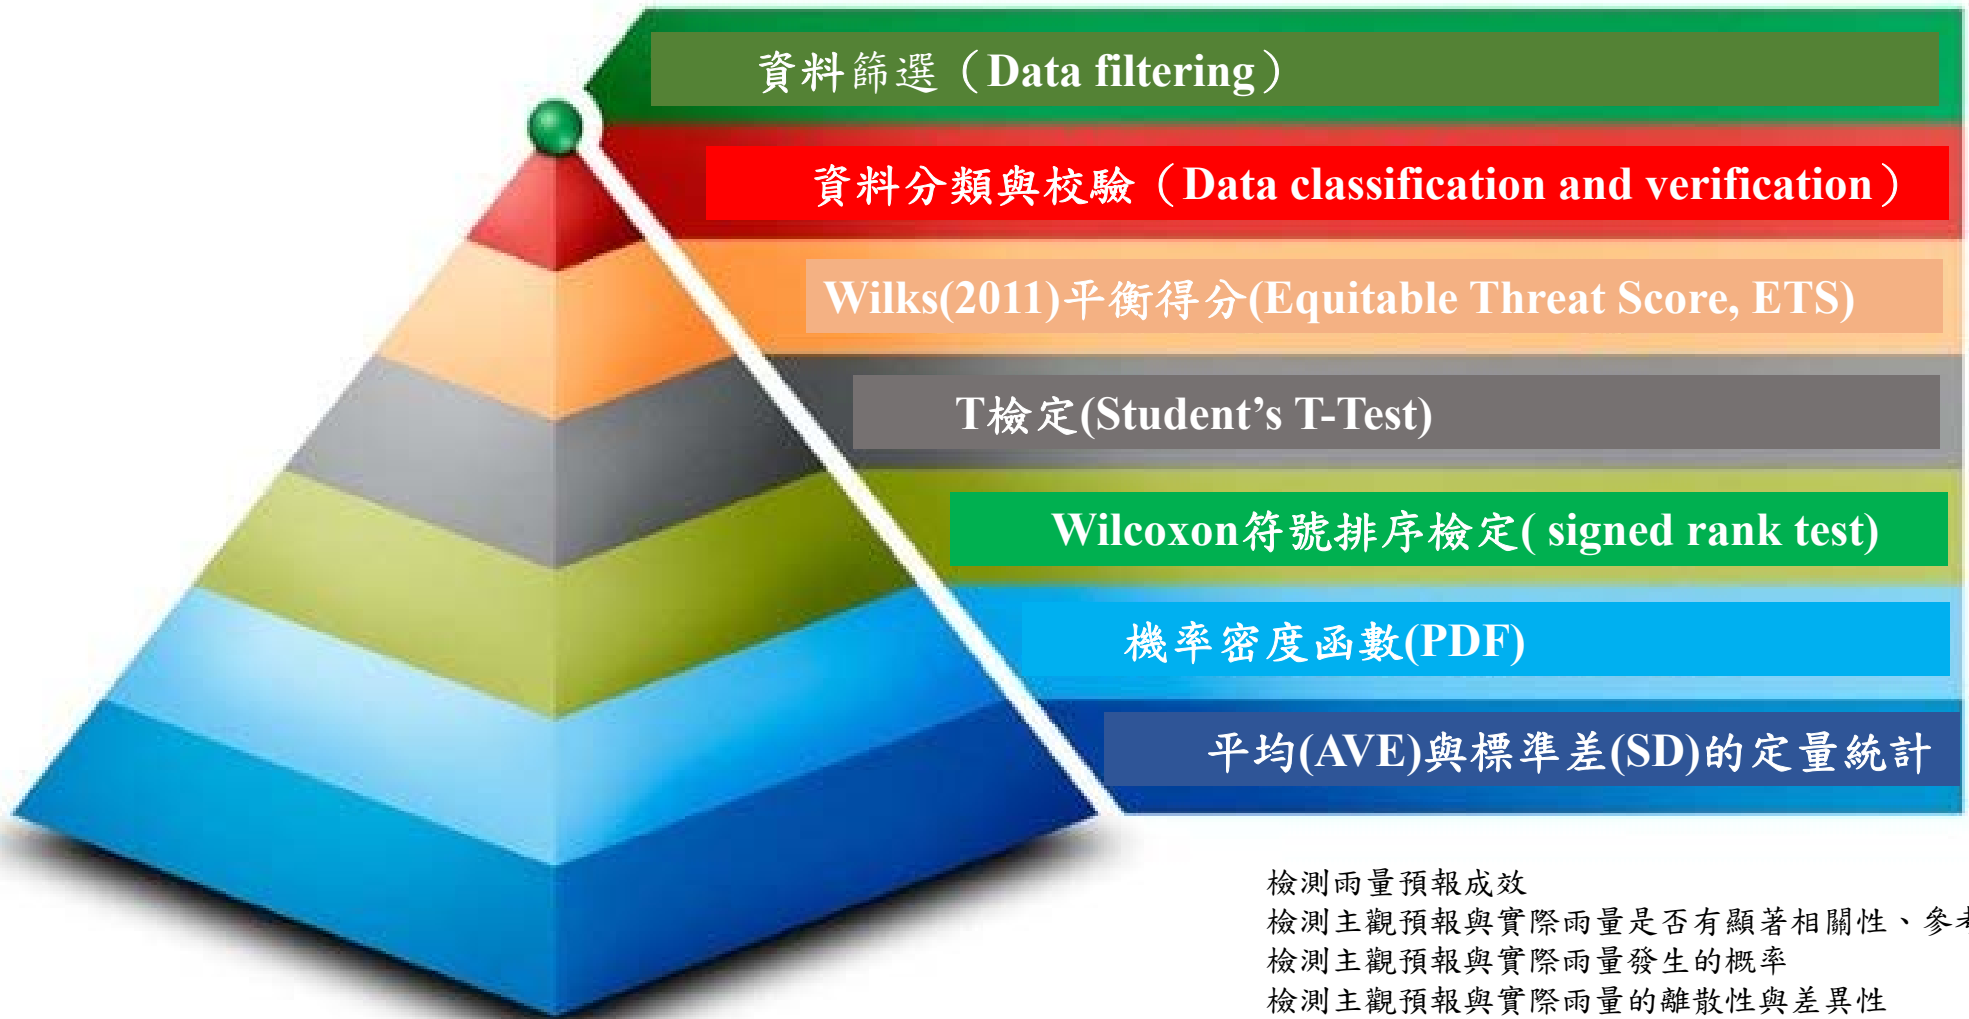 資料篩選（Data filtering）
資料分類與校驗（Data classification and verification）
Wilks(2011)平衡得分(Equitable Threat Score, ETS)
T檢定(Student’s T-Test)
Wilcoxon符號排序檢定( signed rank test)
機率密度函數(PDF)
平均(AVE)與標準差(SD)的定量統計
檢測雨量預報成效
檢測主觀預報與實際雨量是否有顯著相關性、參
檢測主觀預報與實際雨量發生的概率
檢測主觀預報與實際雨量的離散性與差異性